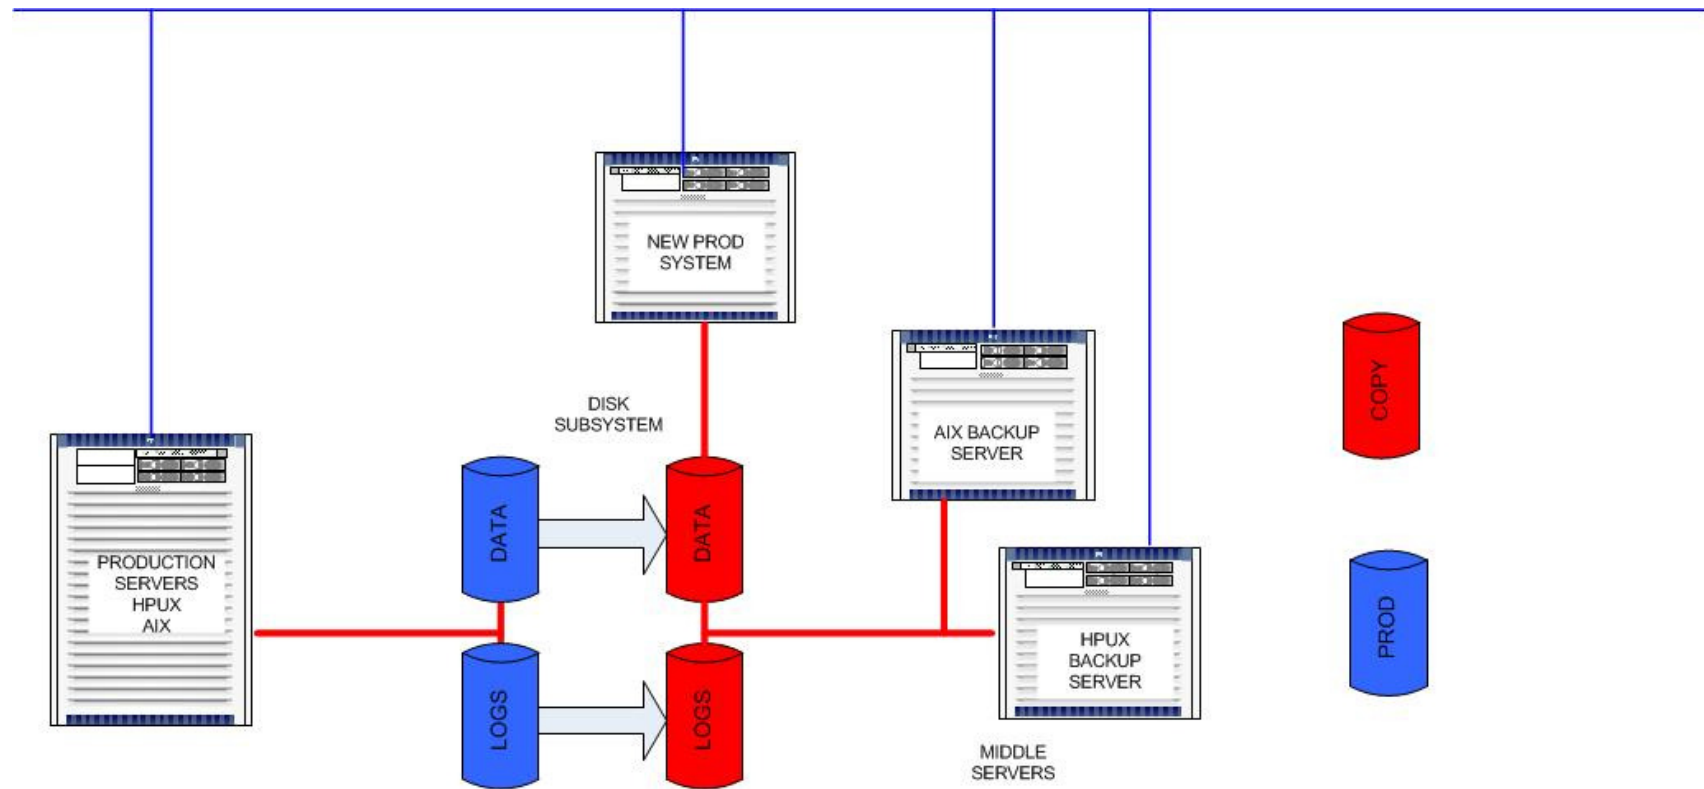 NEW PROD
SYSTEM
DISK
SUBSYSTEM
AIX BACKUP
SERVER
COPY
PRODUCTION
SERVERS
HPUX
AIX
DATA
DATA
LOGS
LOGS
HPUX
BACKUP
SERVER
PROD
MIDDLE
SERVERS